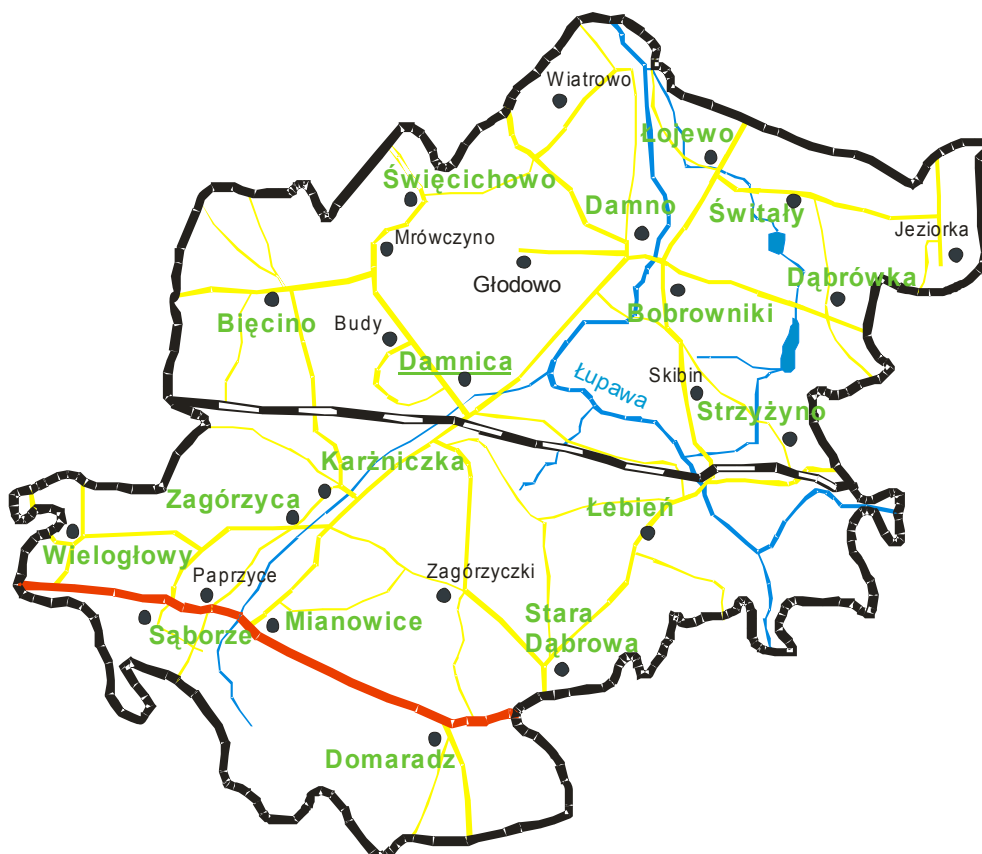 Wiatrowo
Łojewo
Święcichowo
Damno
Świtały
Jeziorka
Mrówczyno
Głodowo
Dąbrówka
Bobrowniki
Bięcino
Budy
Damnica
Łupawa
Skibin
Strzyżyno
Karżniczka
Zagórzyca
Łebień
Wielogłowy
Paprzyce
Zagórzyczki
Mianowice
Stara
Dąbrowa
Sąborze
Domaradz